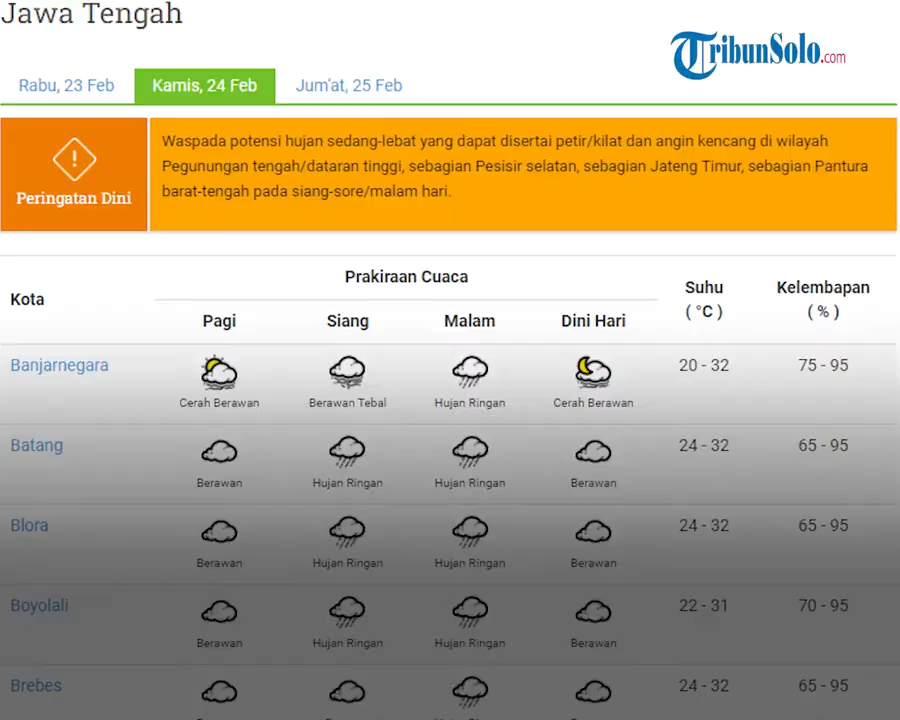 Jawa Tengah
TribunSolo.com
Rabu, 23 Feb
Kamis, 24 Feb
Jum'at, 25 Feb
Peringatan Dini
Waspada potensi hujan sedang-lebat yang dapat disertai petir/kilat dan angin kencang di wilayah
Pegunungan tengah/dataran tinggi, sebagian Pesisir selatan, sebagian Jateng Timur, sebagian Pantura
barat-tengah pada siang-sore/malam hari.
Kota
Prakiraan Cuaca
Suhu
( °C )
Kelembapan
( % )
Pagi Siang Malam Dini Hari
Banjarnegara 20 - 32 75 - 95
Cerah Berawan Berawan Tebal Hujan Ringan Cerah Berawan
Batang 24 - 32 65 - 95
Berawan Hujan Ringan Hujan Ringan Berawan
Blora 24 - 32 65 - 95
Berawan Hujan Ringan Hujan Ringan Berawan
Boyolali 22 - 31 70 - 95
Berawan Hujan Ringan Hujan Ringan Berawan
Brebes 24 - 32 65 - 95